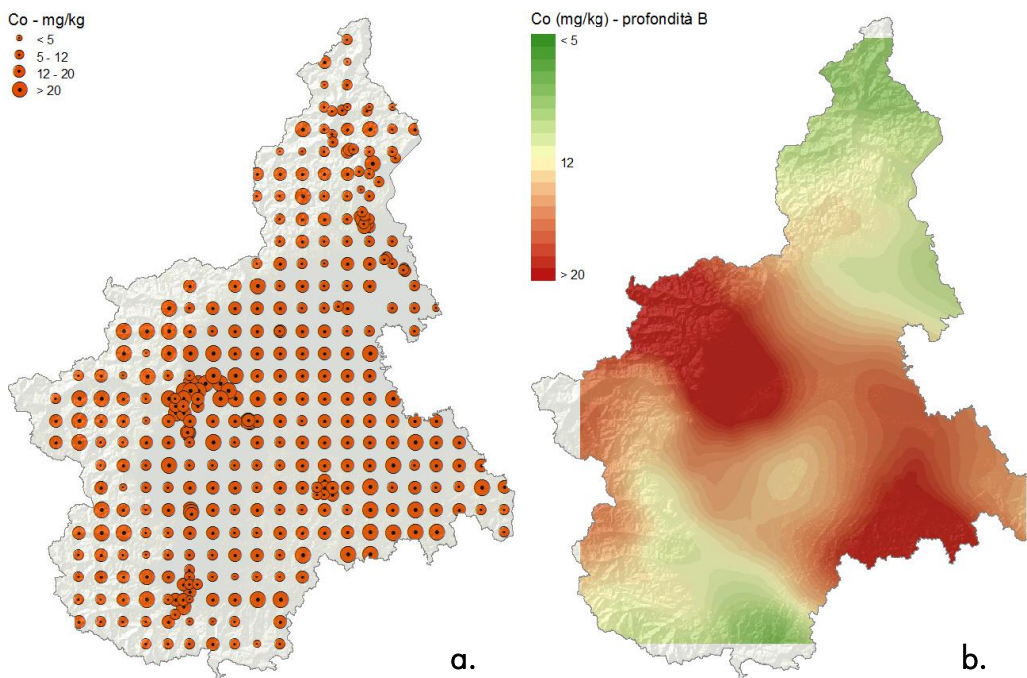 Co - mg/kg
< 5
5 - 12
12 - 20
> 20
a.
Co (mg/kg) - profondità B
< 5
12
> 20
b.